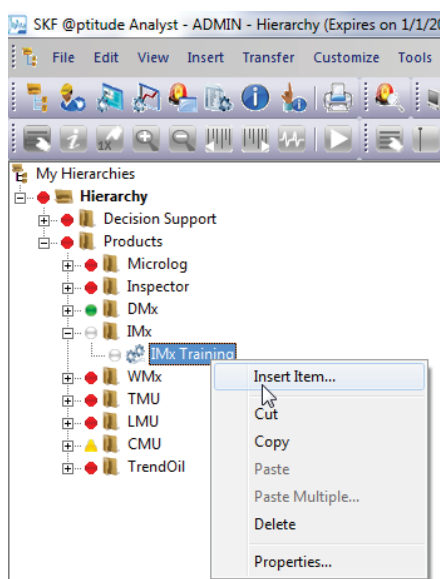 SKF @ptitude Analyst - ADMIN - Hierarchy (Expires on 1/1/20
File Edit View Insert Transfer Customize Tools
1X
My Hierarchies
Hierarchy
Decision Support
Products
Microlog
Inspector
DMx
IMx
IMx Training
WMx
TMU
LMU
CMU
TrendOil
Insert Item...
Cut
Copy
Paste
Paste Multiple...
Delete
Properties...